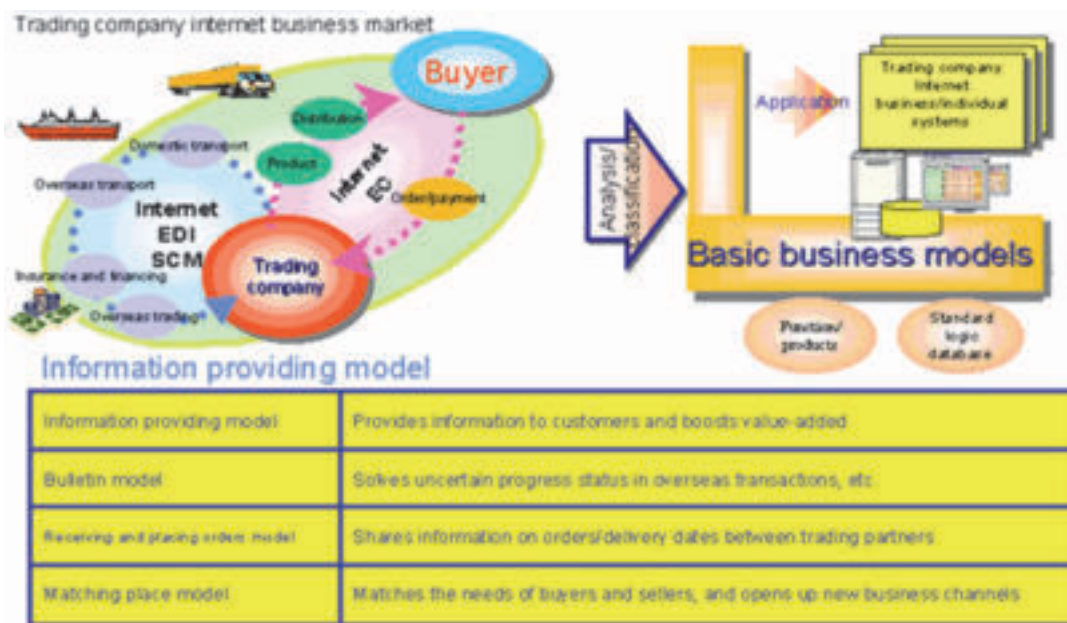 Trading company internet business market
Buyer
Distribution
Product
Internet
EC
Order/payment
Domestic transport
Overseas transport
Internet
EDI
SCM
Insurance and financing
Overseas trading
Trading
company
Analysis/
classification
Application
Trading company
Internet
business/individual
systems
Basic business models
Function/
products
Standard
logic
database
Information providing model
Information providing model
Provides information to customers and boosts value-added
Bulletin model
Solves uncertain progress status in overseas transactions, etc.
Receiving and placing orders model
Shares information on orders/delivery dates between trading partners
Matching place model
Matches the needs of buyers and sellers, and opens up new business channels